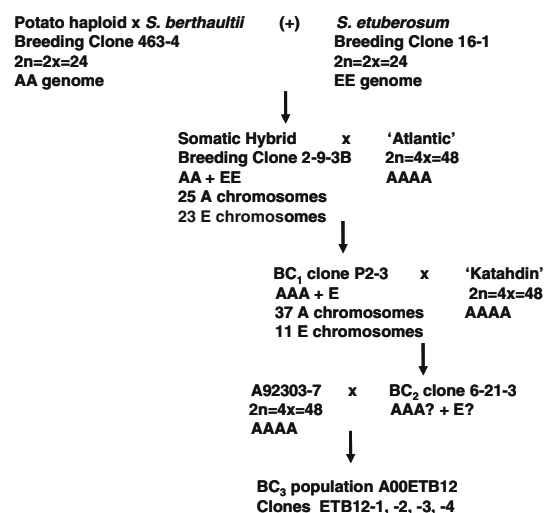 Potato haploid x S. berthaultii (+) S. etuberosum
Breeding Clone 463-4 Breeding Clone 16-1
2n=2x=24 2n=2x=24
AA genome EE genome
Somatic Hybrid x ‘Atlantic’
Breeding Clone 2-9-3B 2n=4x=48
AA + EE AAAA
25 A chromosomes
23 E chromosomes
BC1 clone P2-3 x ‘Katahdin’
AAA + E 2n=4x=48
37 A chromosomes AAAA
11 E chromosomes
A92303-7 x BC2 clone 6-21-3
2n=4x=48 AAA? + E?
AAAA
BC3 population A00ETB12
Clones ETB12-1, -2, -3, -4